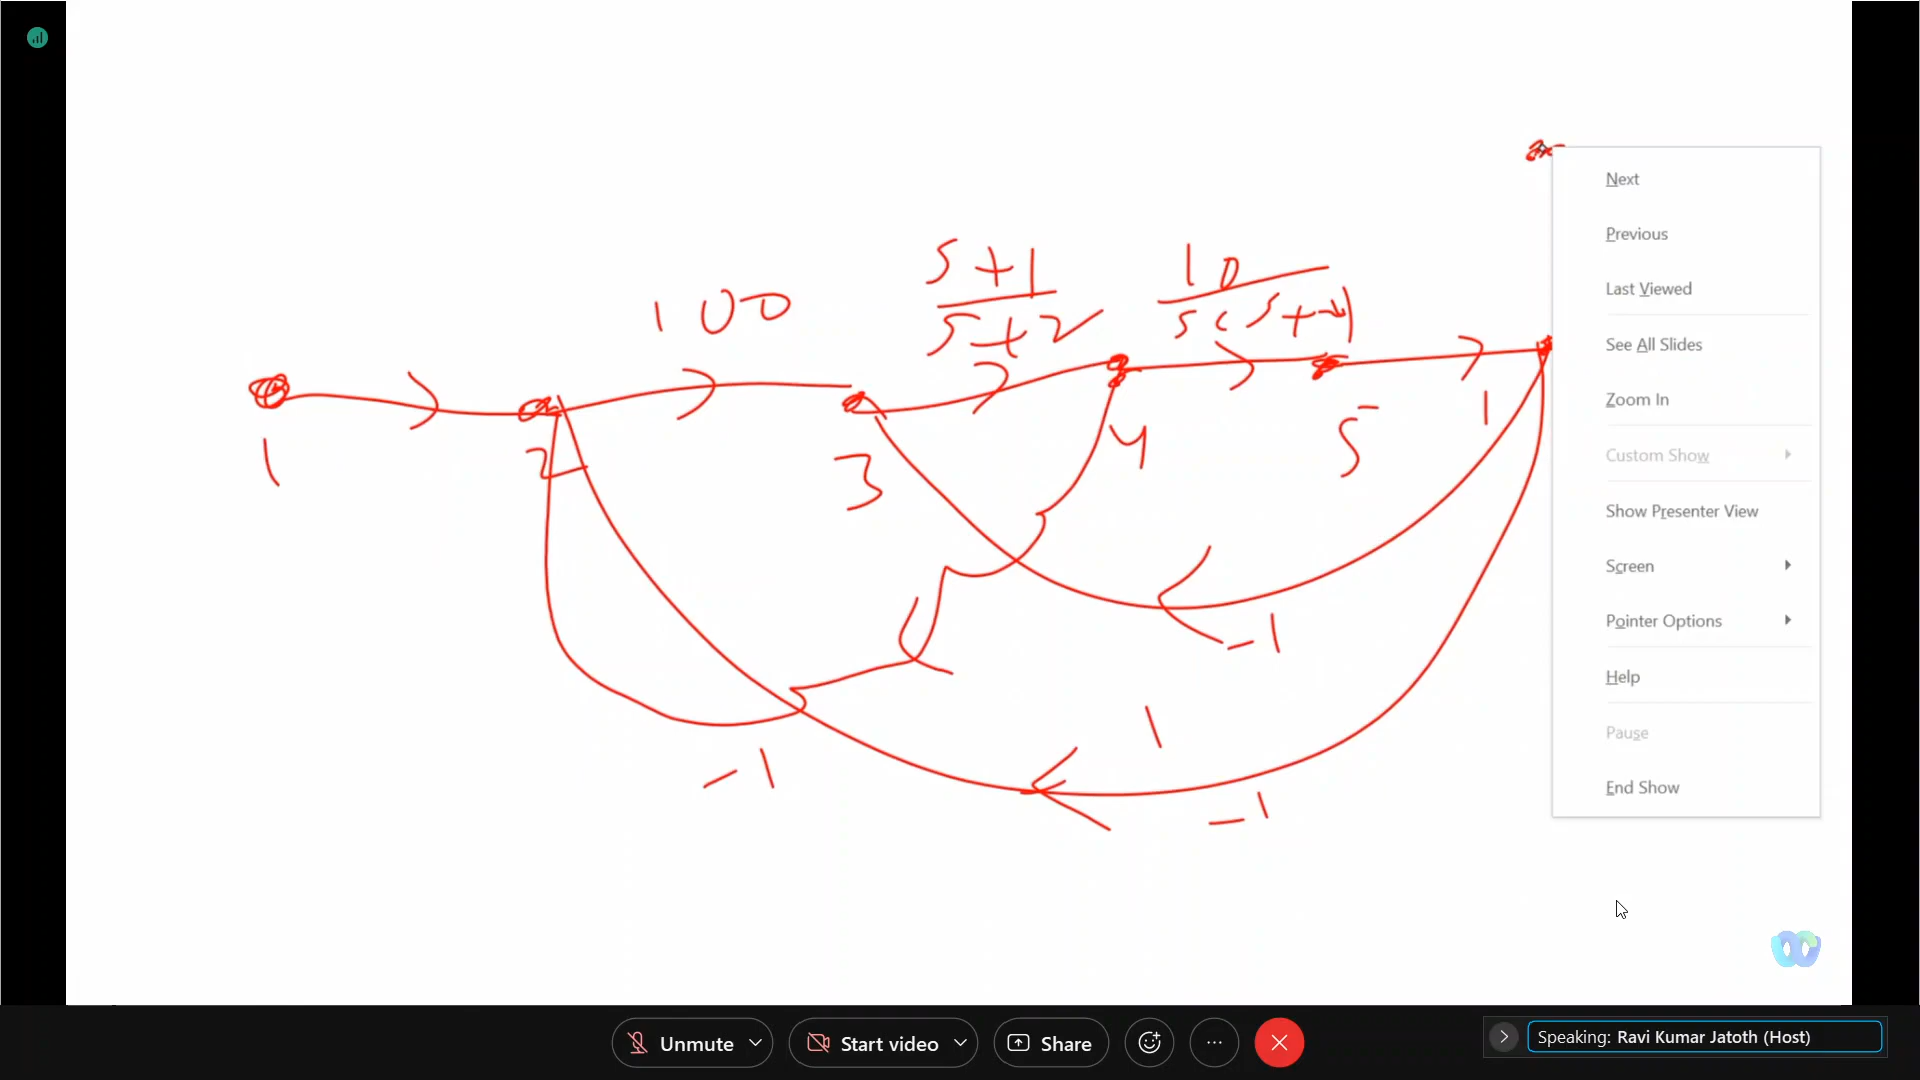 Next
Previous
Last Viewed
See All Slides
Zoom In
Custom Show
Show Presenter View
Screen
Pointer Options
Help
Pause
End Show
100
s+1
s+2
10
1
2
3
4
5
1
-1
1
-1
-1
Unmute
Start video
Share
Speaking: Ravi Kumar Jatoth (Host)